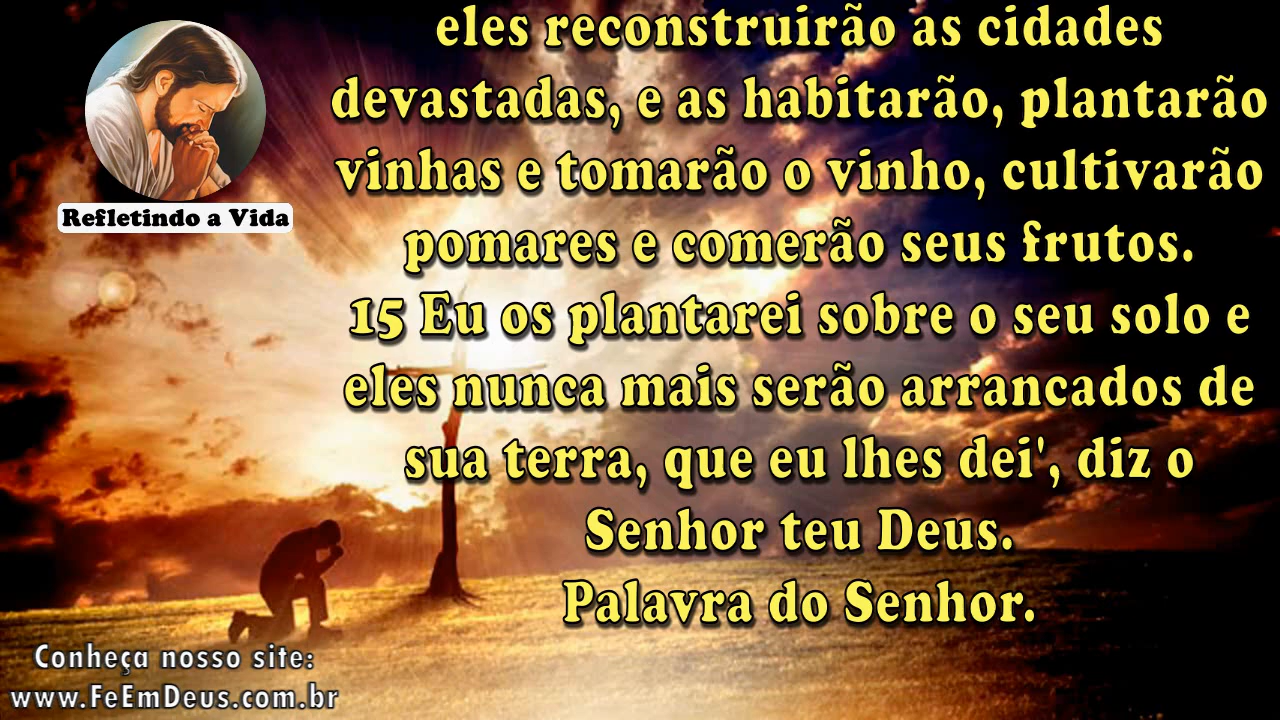 eles reconstruirão as cidades
devastadas, e as habitarão, plantarão
vinhas e tomarão o vinho, cultivarão
pomares e comerão seus frutos.
15 Eu os plantarei sobre o seu solo e
eles nunca mais serão arrancados de
sua terra, que eu lhes dei', diz o
Senhor teu Deus.
Palavra do Senhor.
Refletindo a Vida
Conheça nosso site:
www.FeEmDeus.com.br